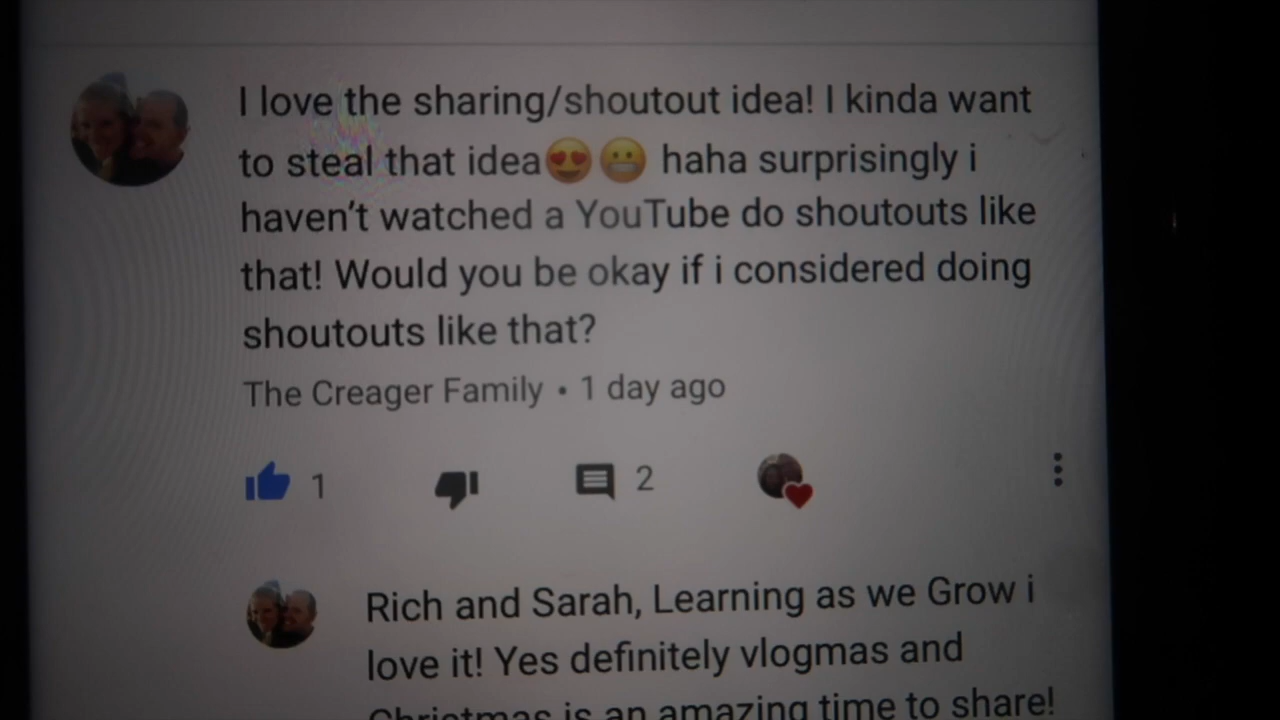 I love the sharing/shoutout idea! I kinda want
to steal that idea😍😬 haha surprisingly i
haven't watched a YouTube do shoutouts like
that! Would you be okay if i considered doing
shoutouts like that?
The Creager Family • 1 day ago
1
2
Rich and Sarah, Learning as we Grow i
love it! Yes definitely vlogmas and
Christmas is an amazing time to share!